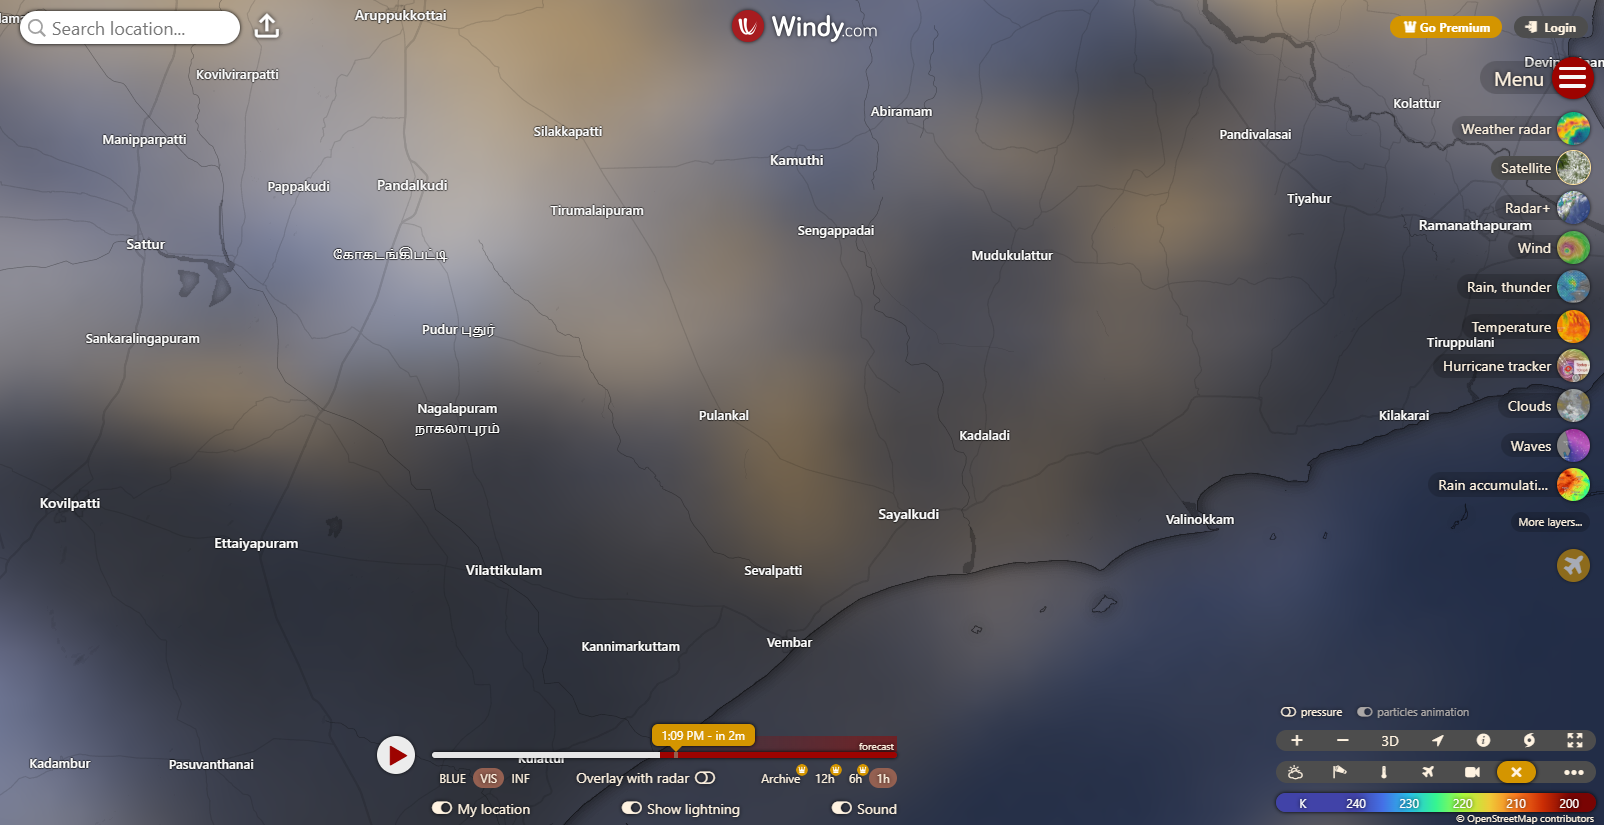 Aruppukkottai
Search location...
Windy.com
Go Premium
Login
Menu
Kovilvirarpatti
Abiramam
Kolattur
Silakkapatti
Weather radar
Manipparpatti
Pandivalasai
Kamuthi
Satellite
Pappakudi
Pandalkudi
Tiyahur
Tirumalaipuram
Radar+
Sengappadai
Ramanathapuram
Sattur
Wind
கோகடங்கிபட்டி
Mudukulattur
Rain, thunder
Pudur புதுர்
Temperature
Sankaralingapuram
Tiruppulani
Hurricane tracker
Nagalapuram
நாகலாபுரம்
Clouds
Pulankal
Kilakarai
Kadaladi
Waves
Rain accumulati...
Kovilpatti
Sayalkudi
Valinokkam
More layers...
Ettaiyapuram
Vilattikulam
Sevalpatti
Kannimarkuttam
Vembar
pressure
particles animation
1:09 PM - in 2m
forecast
3D
Kulattur
Kadambur
Pasuvanthanai
BLUE VIS INF
Overlay with radar
Archive 12h 6h 1h
My location
Show lightning
Sound
K 240 230 220 210 200
© OpenStreetMap contributors